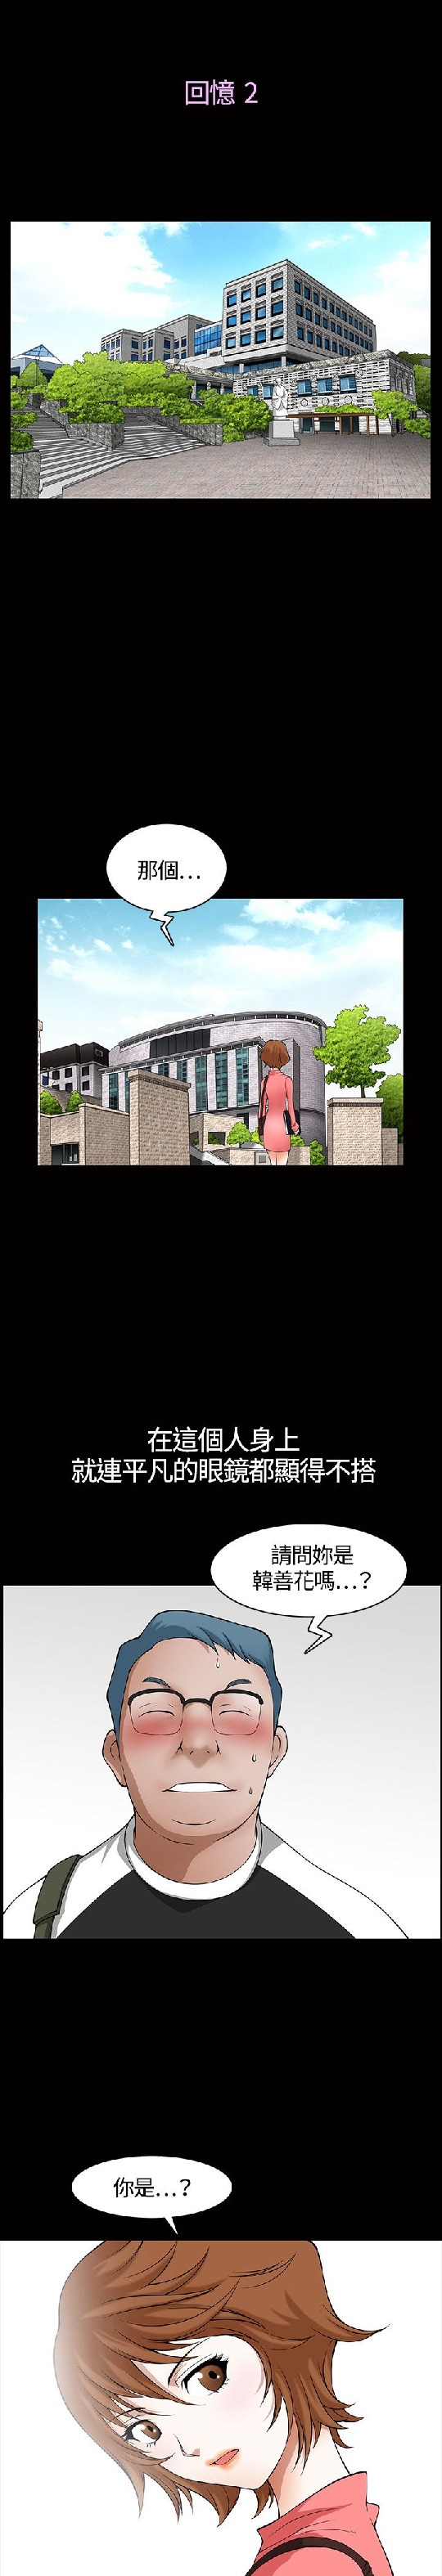 回憶 2
那個...
在這個人身上
就連平凡的眼鏡都顯得不搭
請問妳是
韓善花嗎...?
你是...?